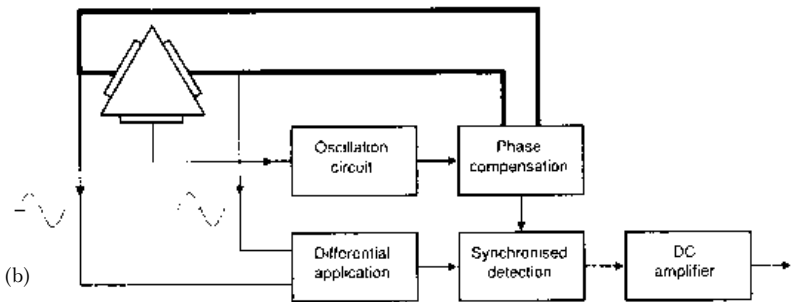 Oscillation
circuit
Phase
compensation
Differential
application
Synchronised
detection
DC
amplifier
(b)